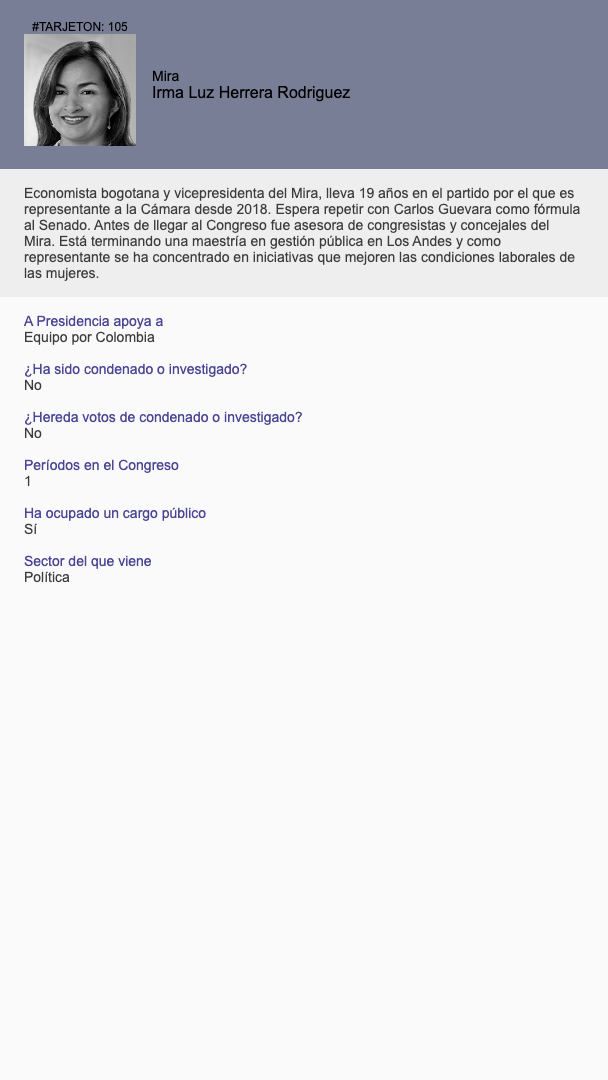 #TARJETON: 105
Mira
Irma Luz Herrera Rodriguez
Economista bogotana y vicepresidenta del Mira, lleva 19 años en el partido por el que es
representante a la Cámara desde 2018. Espera repetir con Carlos Guevara como fórmula
al Senado. Antes de llegar al Congreso fue asesora de congresistas y concejales del
Mira. Está terminando una maestría en gestión pública en Los Andes y como
representante se ha concentrado en iniciativas que mejoren las condiciones laborales de
las mujeres.
A Presidencia apoya a
Equipo por Colombia
¿Ha sido condenado o investigado?
No
¿Hereda votos de condenado o investigado?
No
Períodos en el Congreso
1
Ha ocupado un cargo público
Sí
Sector del que viene
Política